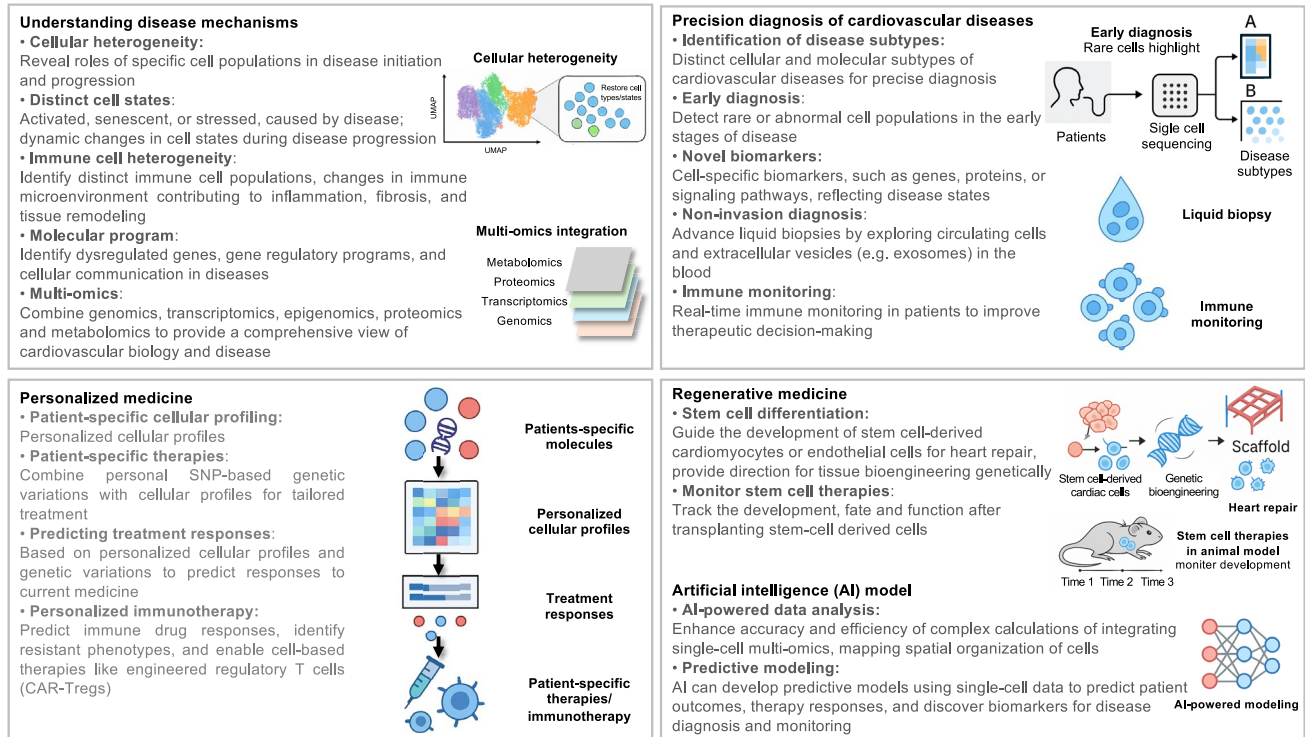 Understanding disease mechanisms
• Cellular heterogeneity:
Reveal roles of specific cell populations in disease initiation
and progression
• Distinct cell states:
Activated, senescent, or stressed, caused by disease;
dynamic changes in cell states during disease progression
• Immune cell heterogeneity:
Identify distinct immune cell populations, changes in immune
microenvironment contributing to inflammation, fibrosis, and
tissue remodeling
• Molecular program:
Identify dysregulated genes, gene regulatory programs, and
cellular communication in diseases
• Multi-omics:
Combine genomics, transcriptomics, epigenomics, proteomics
and metabolomics to provide a comprehensive view of
cardiovascular biology and disease
Cellular heterogeneity
UMAP
UMAP
Restore cell
types/states
Multi-omics integration
Metabolomics
Proteomics
Transcriptomics
Genomics
Precision diagnosis of cardiovascular diseases
• Identification of disease subtypes:
Distinct cellular and molecular subtypes of
cardiovascular diseases for precise diagnosis
• Early diagnosis:
Detect rare or abnormal cell populations in the early
stages of disease
• Novel biomarkers:
Cell-specific biomarkers, such as genes, proteins, or
signaling pathways, reflecting disease states
• Non-invasion diagnosis:
Advance liquid biopsies by exploring circulating cells
and extracellular vesicles (e.g. exosomes) in the
blood
• Immune monitoring:
Real-time immune monitoring in patients to improve
therapeutic decision-making
Early diagnosis
Rare cells highlight
A
B
Patients
Sigle cell
sequencing
Disease
subtypes
Liquid biopsy
Immune
monitoring
Personalized medicine
• Patient-specific cellular profiling:
Personalized cellular profiles
• Patient-specific therapies:
Combine personal SNP-based genetic
variations with cellular profiles for tailored
treatment
• Predicting treatment responses:
Based on personalized cellular profiles and
genetic variations to predict responses to
current medicine
• Personalized immunotherapy:
Predict immune drug responses, identify
resistant phenotypes, and enable cell-based
therapies like engineered regulatory T cells
(CAR-Tregs)
Patients-specific
molecules
Personalized
cellular profiles
Treatment
responses
Patient-specific
therapies/
immunotherapy
Regenerative medicine
• Stem cell differentiation:
Guide the development of stem cell-derived
cardiomyocytes or endothelial cells for heart repair,
provide direction for tissue bioengineering genetically
• Monitor stem cell therapies:
Track the development, fate and function after
transplanting stem-cell derived cells
Stem cell-derived
cardiac cells
Genetic
bioengineering
Scaffold
Heart repair
Stem cell therapies
in animal model
moniter development
Time 1 Time 2 Time 3
Artificial intelligence (AI) model
• AI-powered data analysis:
Enhance accuracy and efficiency of complex calculations of integrating
single-cell multi-omics, mapping spatial organization of cells
• Predictive modeling:
AI can develop predictive models using single-cell data to predict patient
outcomes, therapy responses, and discover biomarkers for disease
diagnosis and monitoring
AI-powered modeling